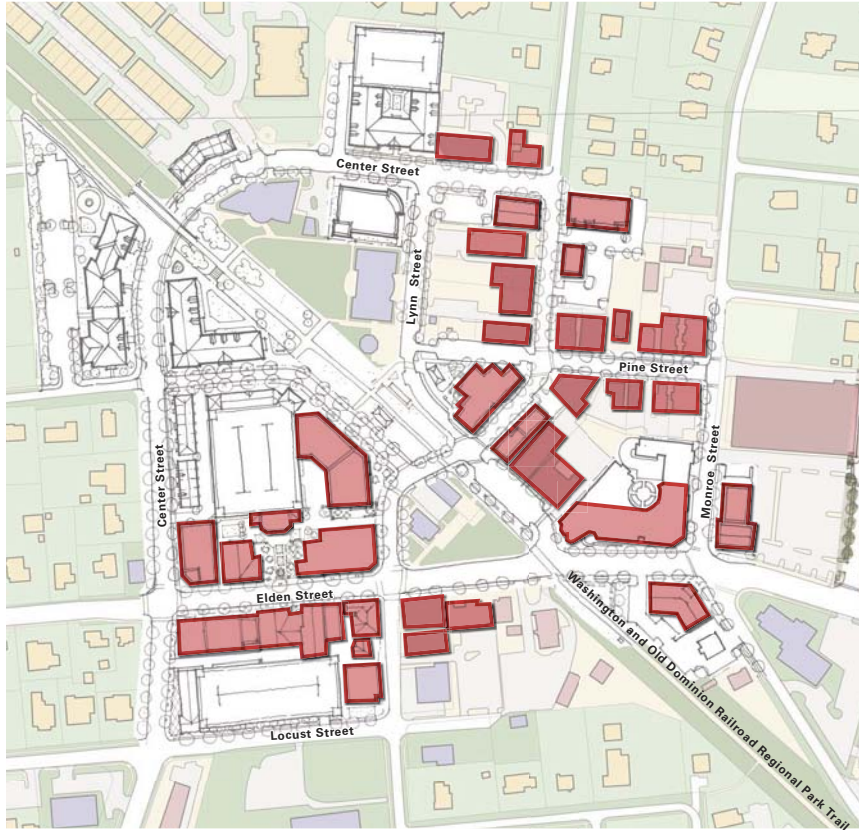 Center Street
Lynn Street
Pine Street
Center Street
Monroe Street
Elden Street
Washington and Old Dominion Railroad Regional Park Trail
Locust Street